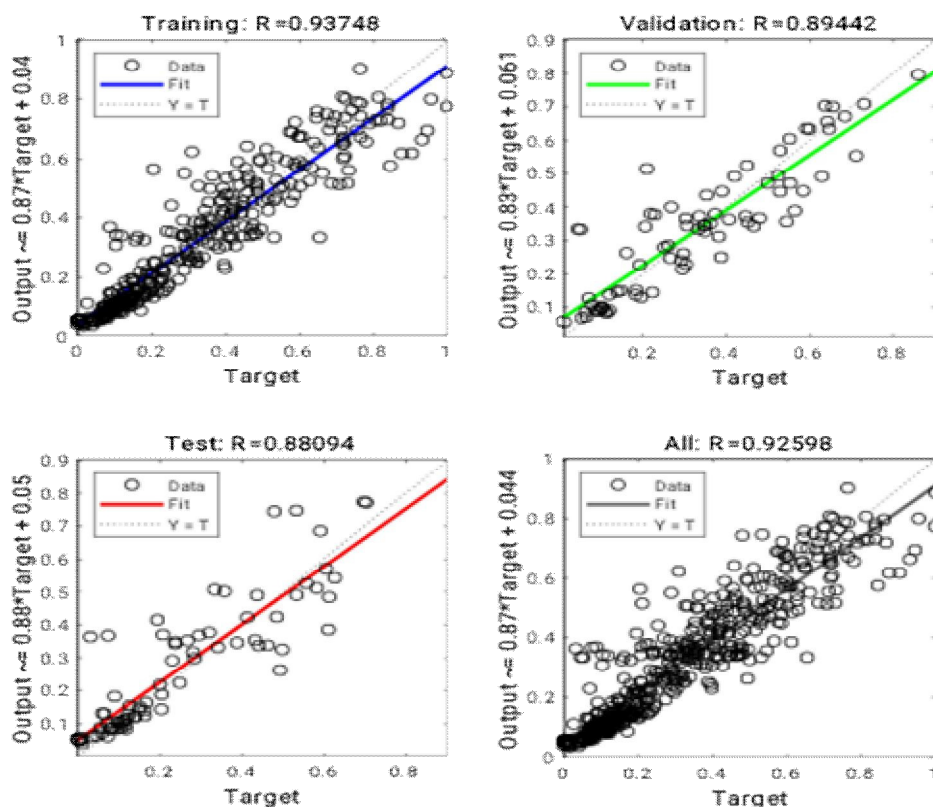 Training: R=0.93748
Output ~= 0.87*Target + 0.04
1
0.8
0.6
0.4
0.2
0
Data
Fit
Y = T
0 0.2 0.4 0.6 0.8 1
Target
Validation: R=0.89442
Output ~= 0.83*Target + 0.061
0.9
0.8
0.7
0.6
0.5
0.4
0.3
0.2
0.1
Data
Fit
Y = T
0.2 0.4 0.6 0.8
Target
Test: R=0.88094
Output ~= 0.88*Target + 0.05
0.9
0.8
0.7
0.6
0.5
0.4
0.3
0.2
0.1
Data
Fit
Y = T
0.2 0.4 0.6 0.8
Target
All: R=0.92598
Output ~= 0.87*Target + 0.044
1
0.8
0.6
0.4
0.2
0
Data
Fit
Y = T
0 0.2 0.4 0.6 0.8 1
Target